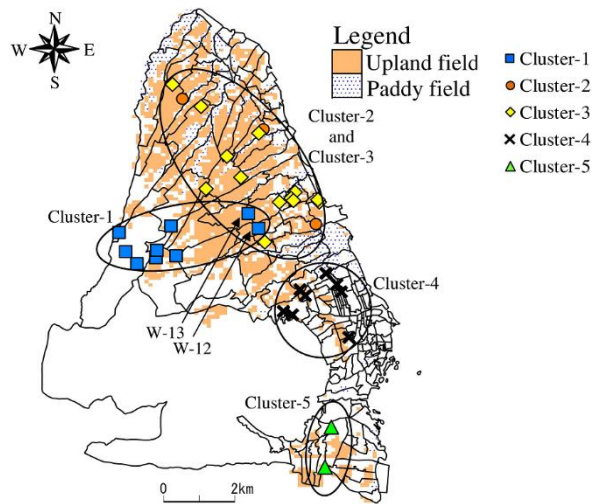 N
W E
S
Legend
Upland field
Paddy field
Cluster-1
Cluster-2
Cluster-3
Cluster-4
Cluster-5
Cluster-2
and
Cluster-3
Cluster-1
Cluster-4
W-13
W-12
Cluster-5
0 2km